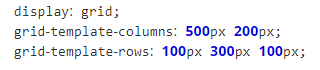 display: grid;
grid-template-columns: 500px 200px;
grid-template-rows: 100px 300px 100px;